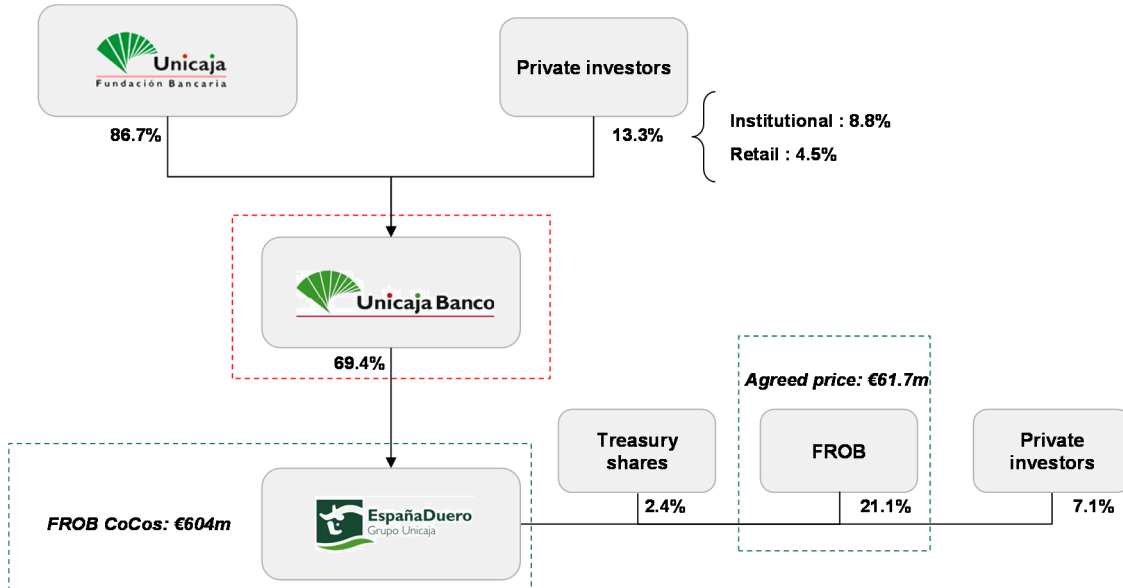 Unicaja
Fundación Bancaria
Private investors
86.7%
13.3%
Institutional : 8.8%
Retail : 4.5%
Unicaja Banco
69.4%
Agreed price: €61.7m
Treasury
shares
FROB
Private
investors
2.4%
21.1%
7.1%
FROB CoCos: €604m
EspañaDuero
Grupo Unicaja